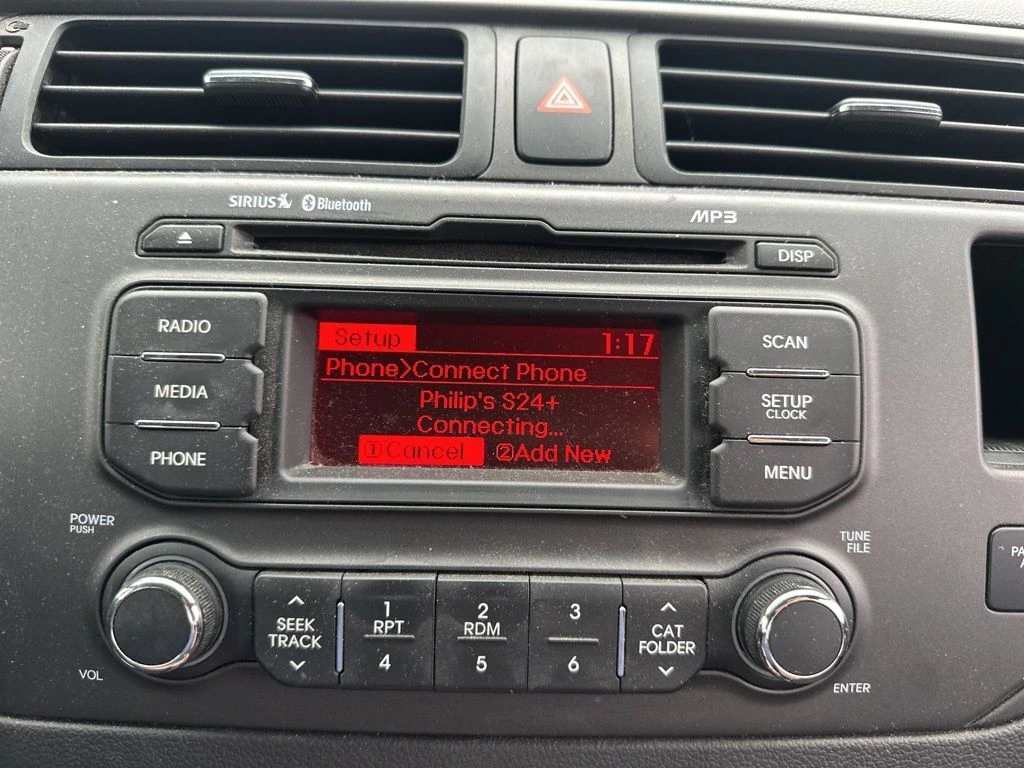 SIRIUS Bluetooth
MP3
DISP
RADIO
MEDIA
PHONE
Setup 1:17
Phone>Connect Phone
Philip's S24+
Connecting...
①Cancel ②Add New
SCAN
SETUP
CLOCK
MENU
POWER
PUSH
VOL
SEEK
TRACK
1
RPT
4
2
RDM
5
3
6
CAT
FOLDER
TUNE
FILE
ENTER